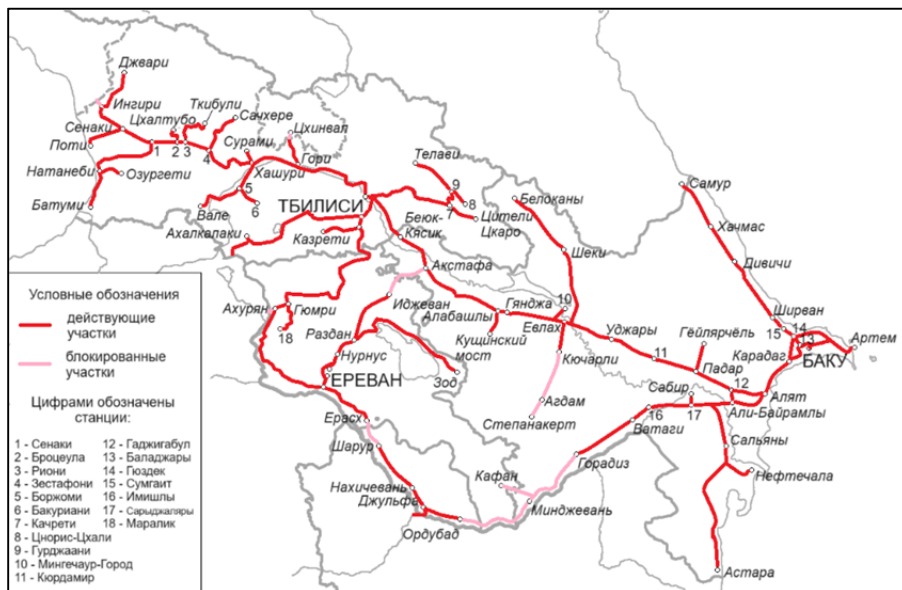 Джвари
Ингири
Ткибули
Цхалтубо
Сачхере
Цхинвал
Сенаки
Сурами
Поти
1
2
3
4
Гори
Телави
Натанеби
Хашури
Озургети
5
9
Самур
ТБИЛИСИ
6
7
8
Белоканы
Батуми
Вале
Беюк-
Кясик
Цители
Цкаро
Ахалкалаки
Казрети
Хачмас
Шеки
Акстафа
Дивичи
Условные обозначения
действующие
участки
блокированные
участки
Цифрами обозначены
станции:
1 - Сенаки
2 - Броцеула
3 - Риони
4 - Зестафони
5 - Боржоми
6 - Бакуриани
7 - Качрети
8 - Цнорис-Цхали
9 - Гурджаани
10 - Мингечаур-Город
11 - Кюрдамир
12 - Гаджигабул
13 - Баладжары
14 - Гюздек
15 - Сумгаит
16 - Имишлы
17 - Сарыджаляры
18 - Маралик
Ахурян
Гюмри
Иджеван
Гянджа
10
Ширван
Алабашлы
15
14
18
Раздан
Евлах
13
Артем
Кущинский
мост
Уджары
Гёйлярчёль
БАКУ
Нурнус
Карадаг
Кючарли
11
Падар
ЕРЕВАН
Зод
Сабир
12
Алят
Агдам
Али-Байрамлы
Ерасх
Степанакерт
16
17
Шарур
Ватаги
Сальяны
Кафан
Горадиз
Нефтечала
Нахичевань
Джульфа
Минджевань
Ордубад
Астара